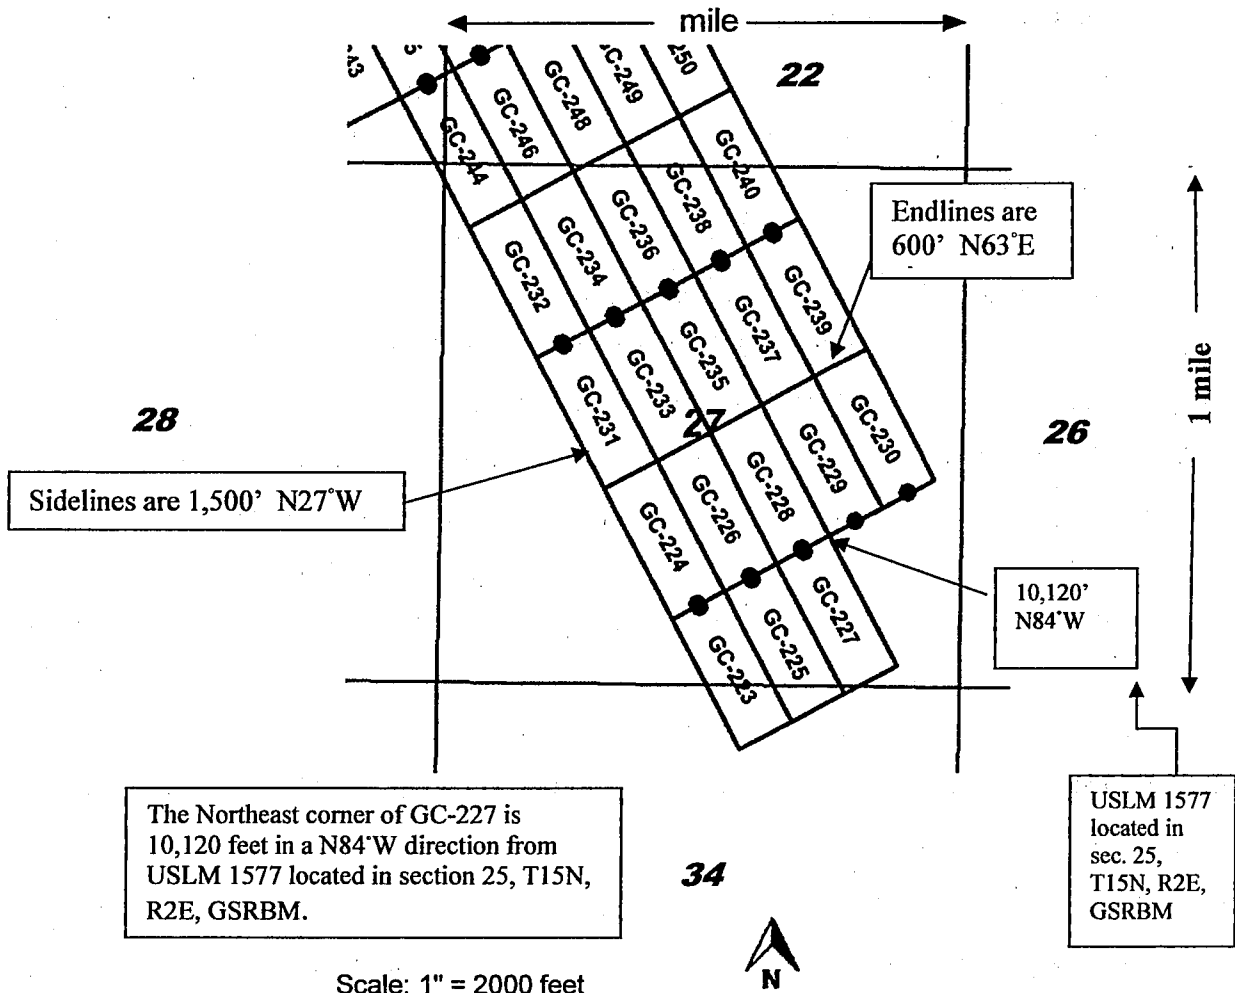 mile
22
250
GC-249
GC-248
GC-246
GC-244
GC-240
GC-238
GC-236
GC-234
GC-232
Endlines are
600' N63°E
GC-239
GC-237
GC-235
GC-233
GC-231
1 mile
28
27
26
Sidelines are 1,500' N27°W
GC-230
GC-229
GC-228
GC-226
GC-224
10,120'
N84°W
GC-227
GC-225
GC-223
The Northeast corner of GC-227 is
10,120 feet in a N84°W direction from
USLM 1577 located in section 25, T15N,
R2E, GSRBM.
USLM 1577
located in
sec. 25,
T15N, R2E,
GSRBM
34
N
Scale: 1" = 2000 feet